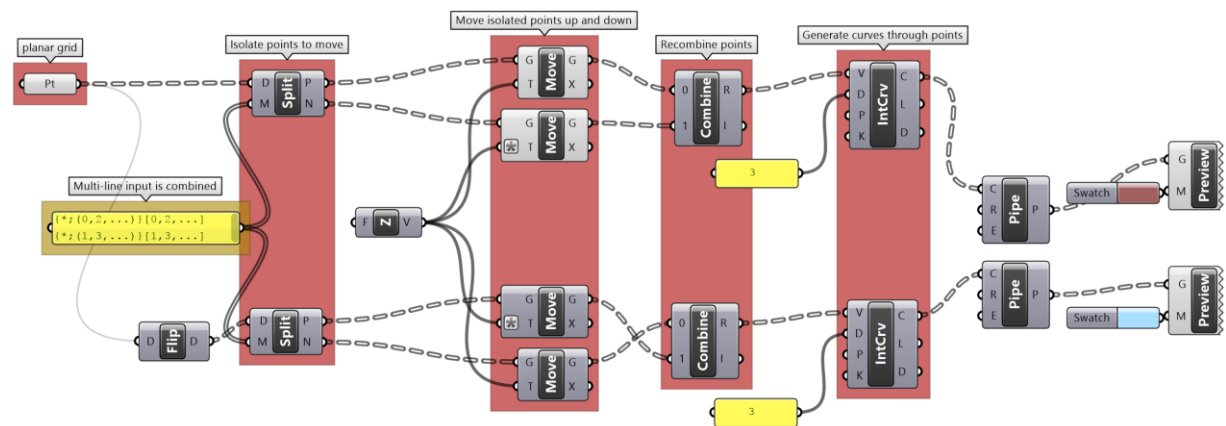 Move isolated points up and down
planar grid
Isolate points to move
Recombine points
Generate curves through points
Pt
D
M
Split
P
N
G
T
Move
G
X
G
T
Move
G
X
0
1
Combine
R
I
V
D
P
K
IntCrv
C
L
D
3
Multi-line input is combined
{*;(0,2,...)}[0,2,...]
{*;(1,3,...)}[1,3,...]
F
Z
V
C
R
E
Pipe
P
Swatch
G
M
Preview
D
Flip
D
D
M
Split
P
N
G
T
Move
G
X
G
T
Move
G
X
0
1
Combine
R
I
V
D
P
K
IntCrv
C
L
D
3
C
R
E
Pipe
P
Swatch
G
M
Preview